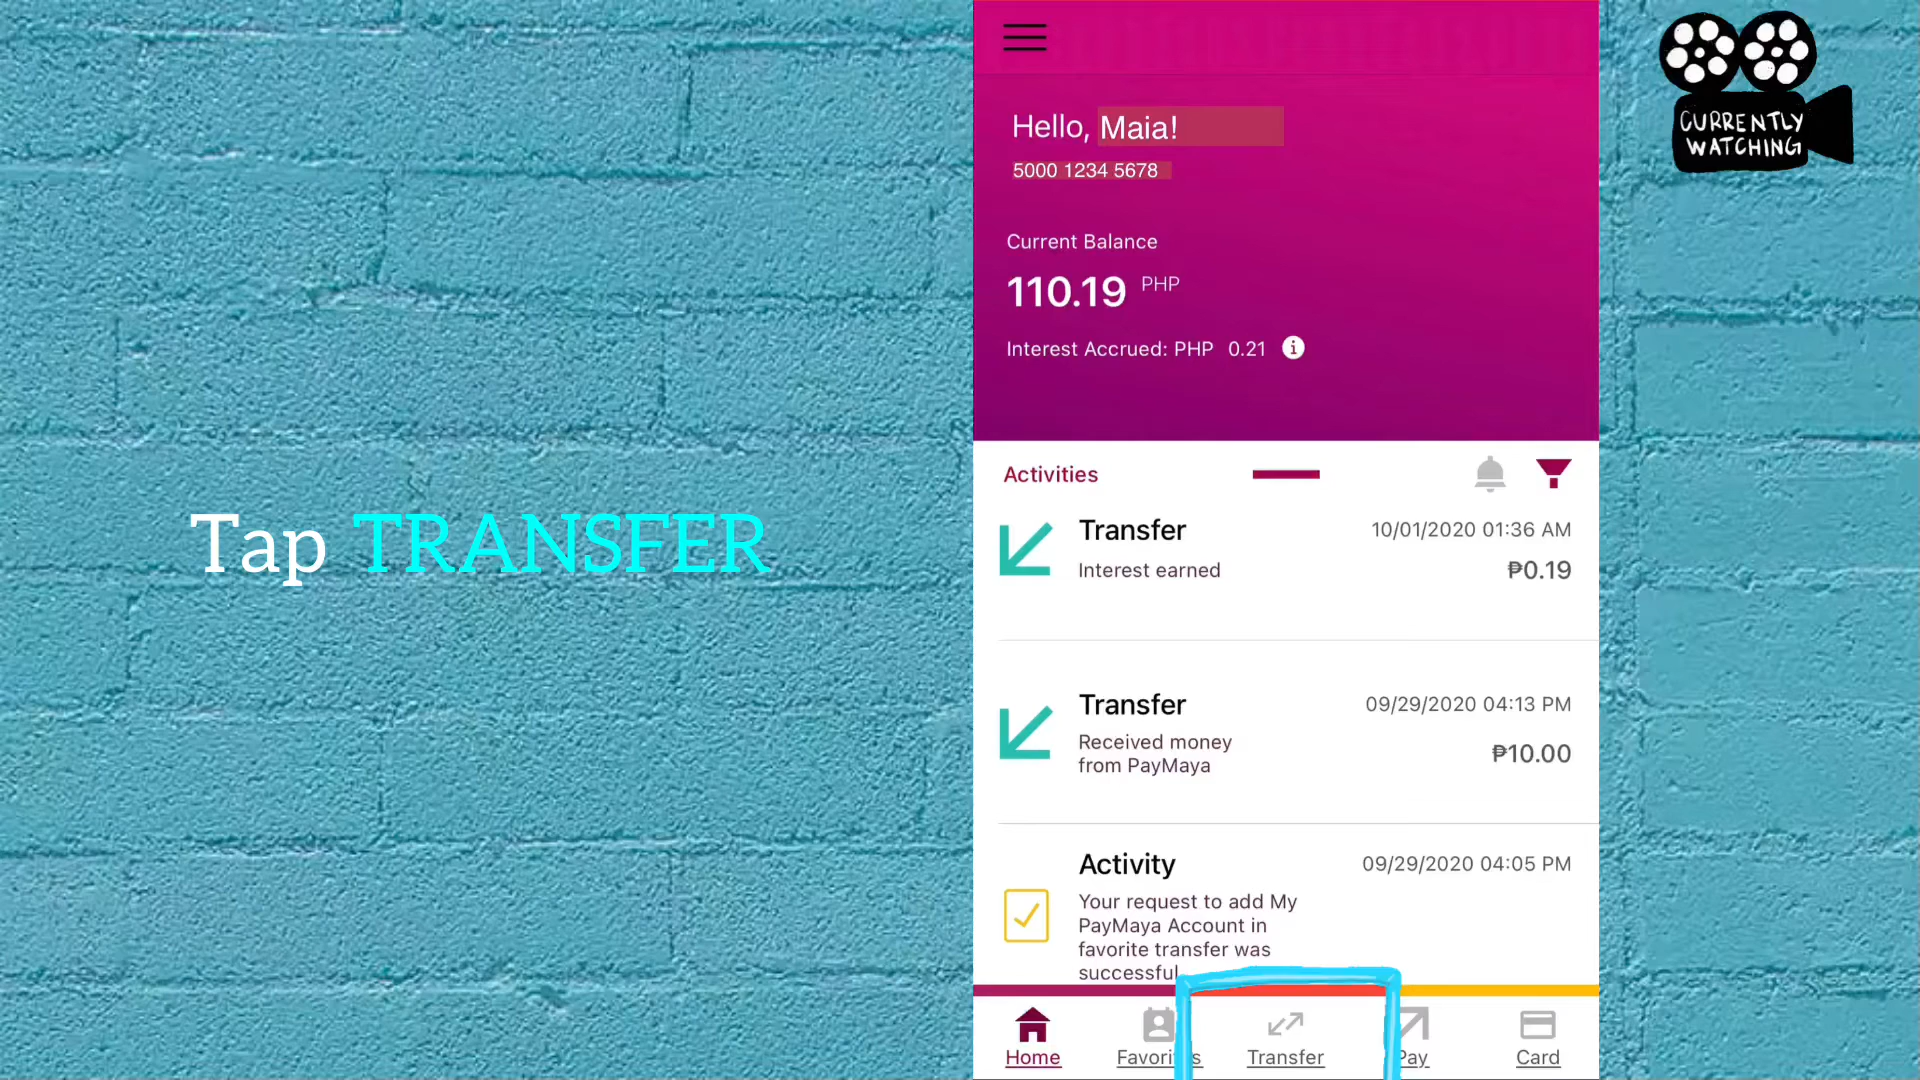 CURRENTLY
WATCHING
Hello, Maia!
5000 1234 5678
Current Balance
110.19 PHP
Interest Accrued: PHP 0.21
Tap TRANSFER
Activities
Transfer 10/01/2020 01:36 AM
Interest earned ₱0.19
Transfer 09/29/2020 04:13 PM
Received money
from PayMaya ₱10.00
Activity 09/29/2020 04:05 PM
Your request to add My
PayMaya Account in
favorite transfer was
successful
Home Transfer Pay Card